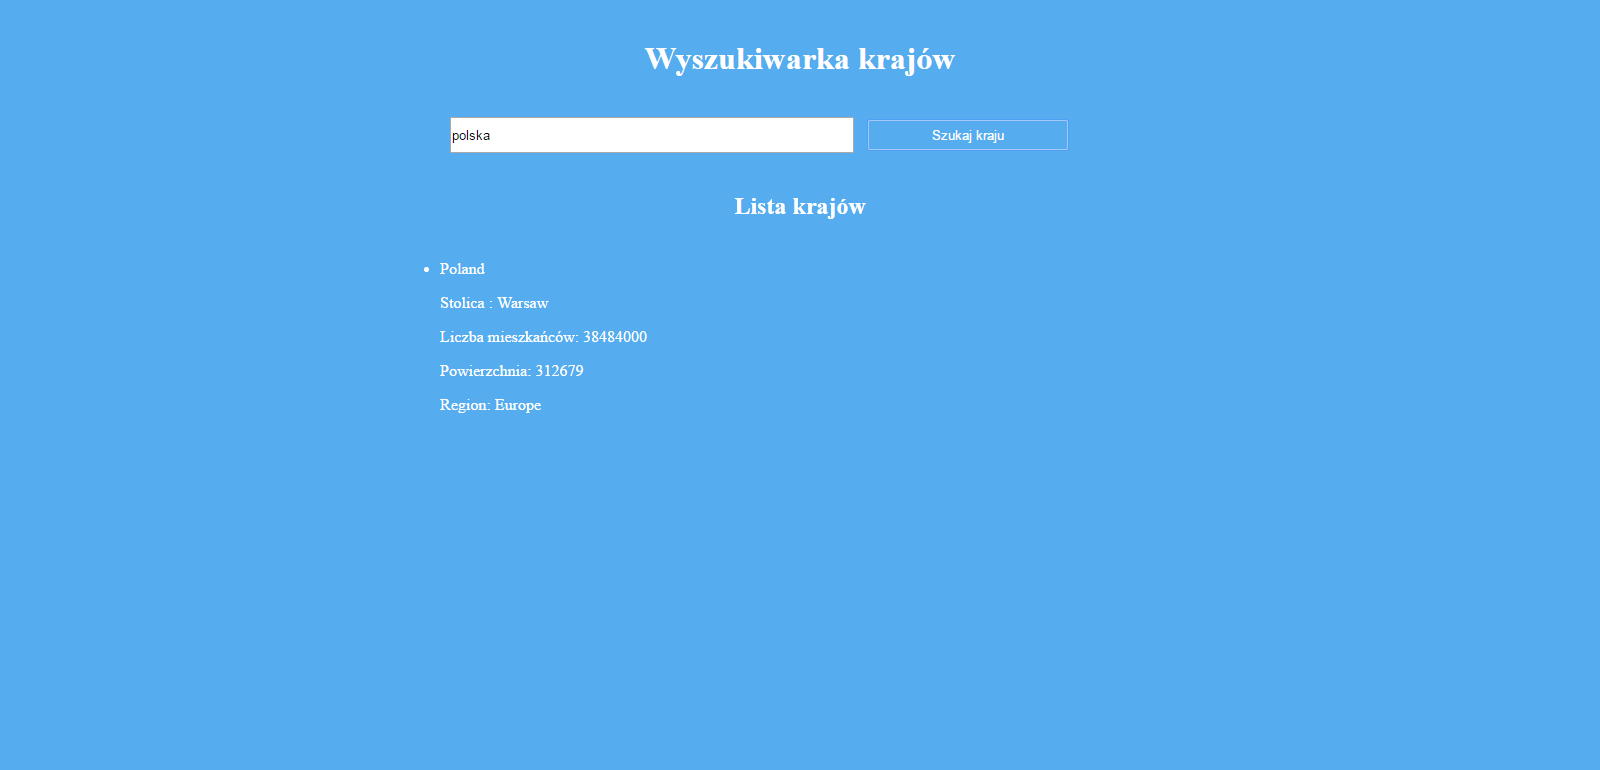 Wyszukiwarka krajów
polska
Szukaj kraju
Lista krajów
Poland
Stolica : Warsaw
Liczba mieszkańców: 38484000
Powierzchnia: 312679
Region: Europe